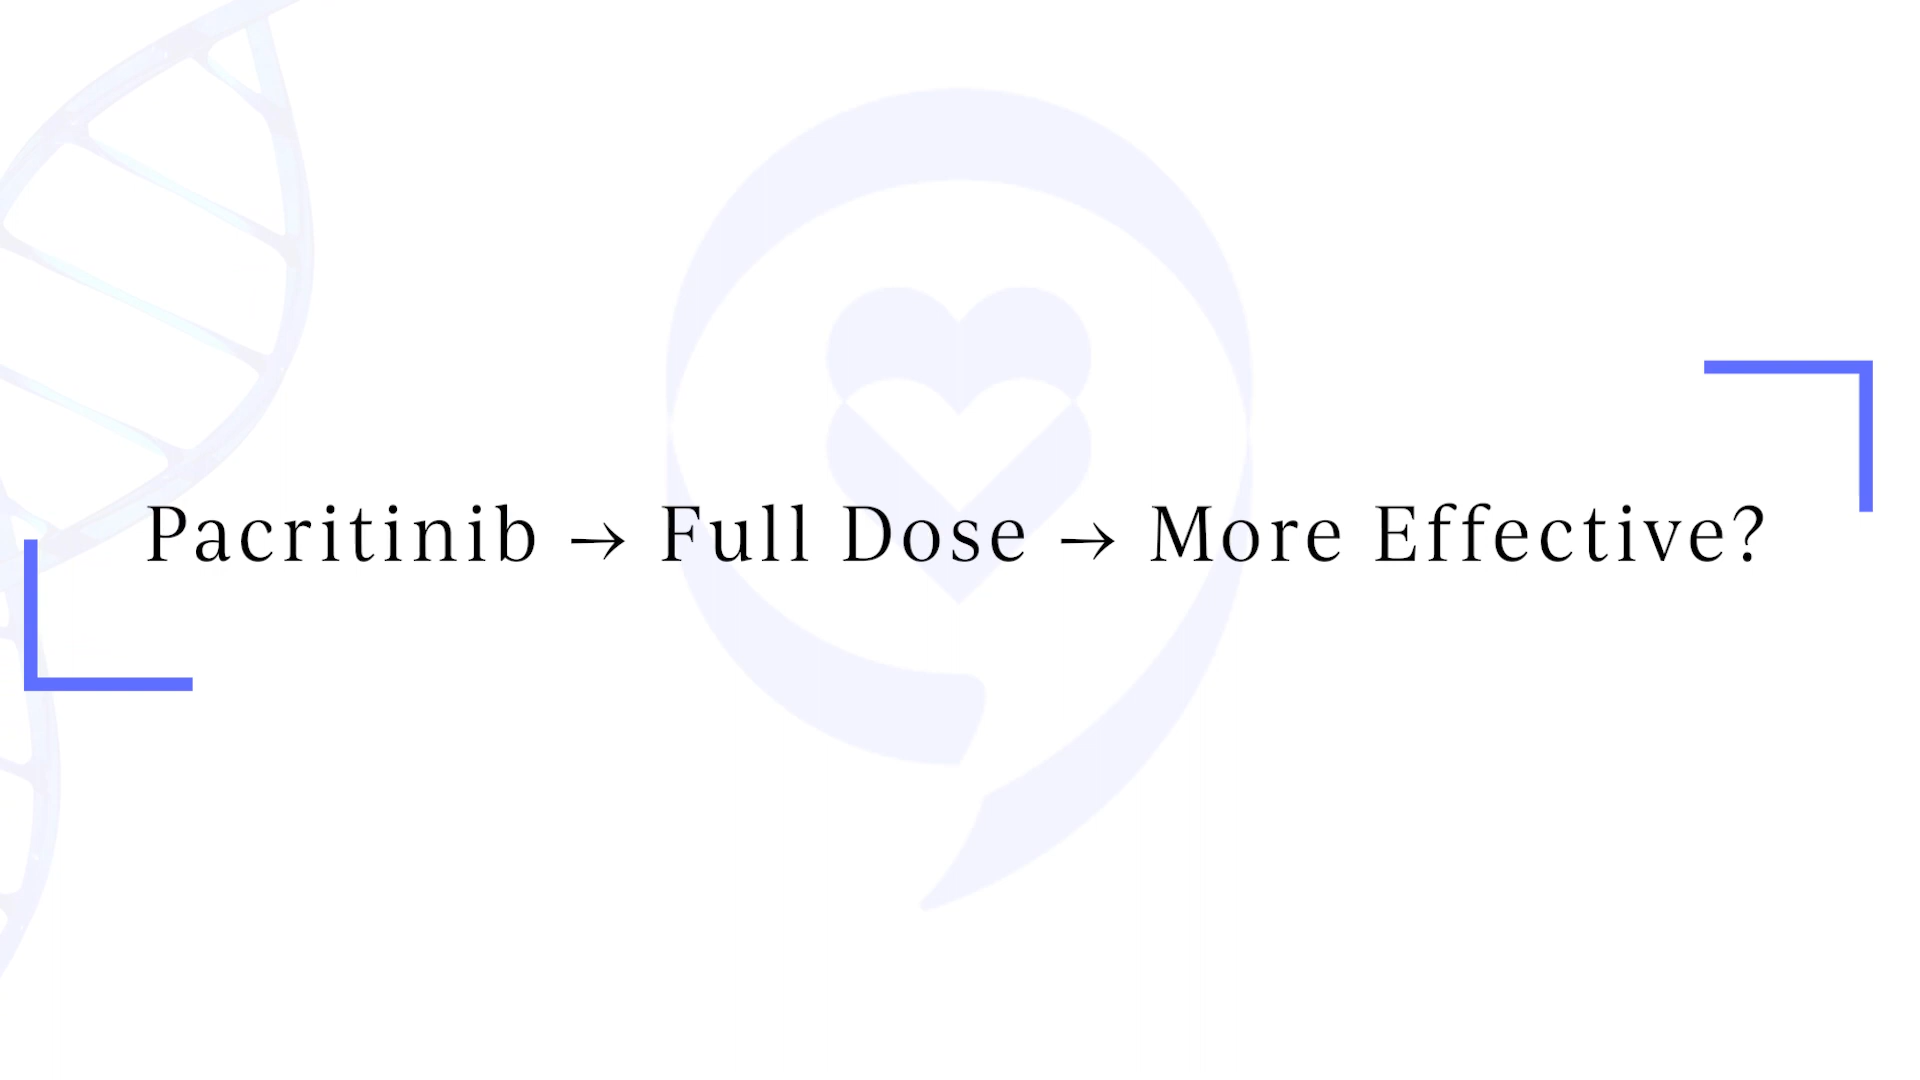 Pacritinib → Full Dose → More Effective?